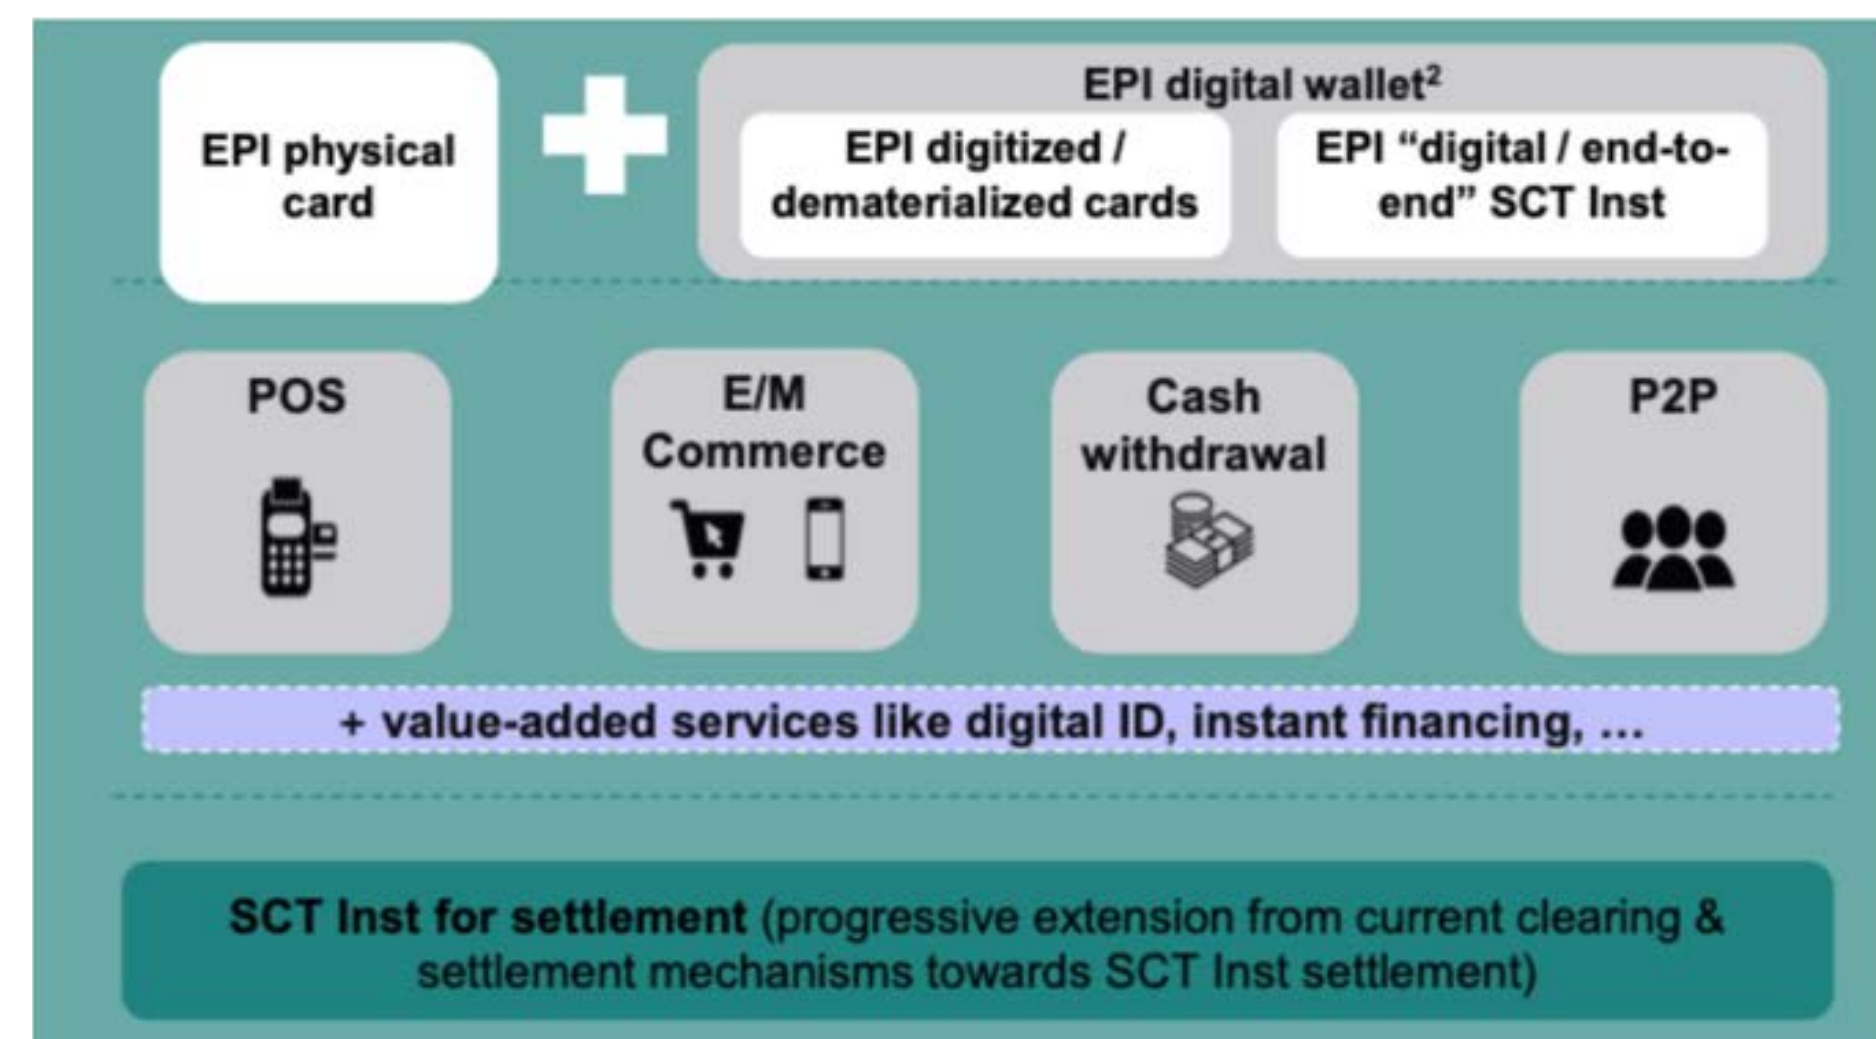 EPI physical
card
EPI digital wallet²
EPI digitized /
dematerialized cards
EPI “digital / end-to-
end” SCT Inst
POS
E/M
Commerce
Cash
withdrawal
P2P
+ value-added services like digital ID, instant financing, …
SCT Inst for settlement (progressive extension from current clearing &
settlement mechanisms towards SCT Inst settlement)